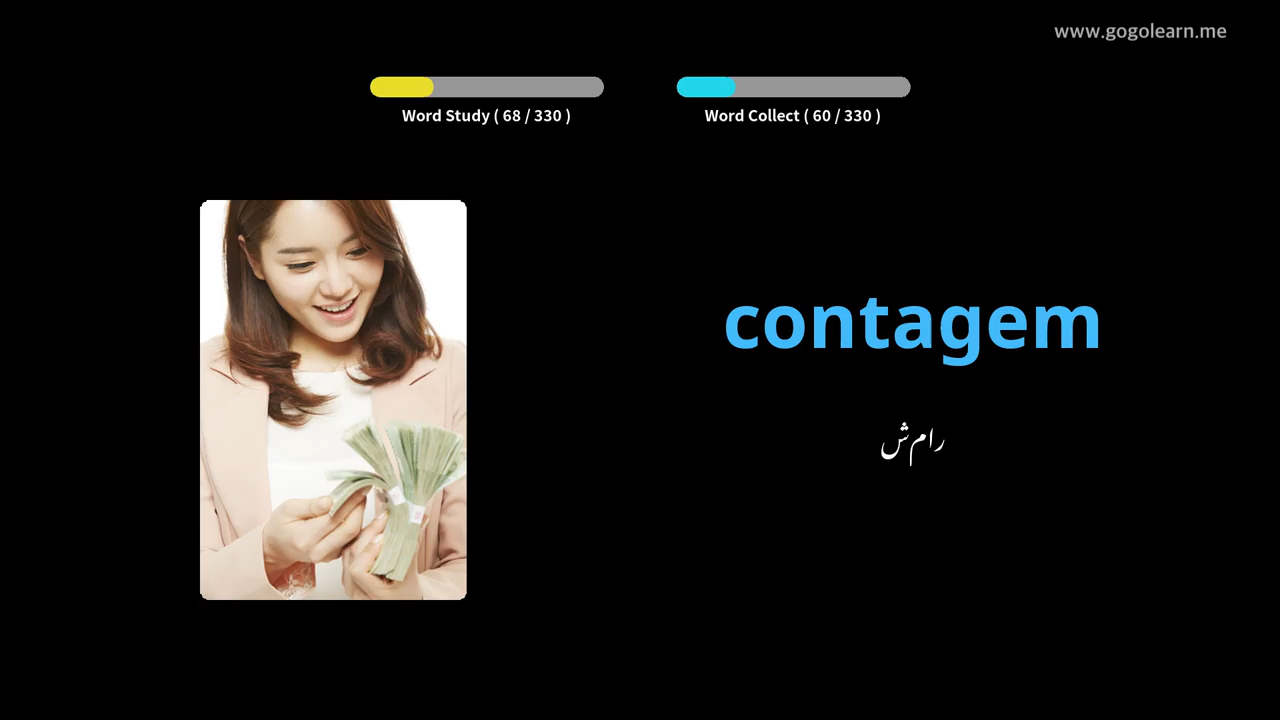 www.gogolearn.me
Word Study ( 68 / 330 )
Word Collect ( 60 / 330 )
contagem
رام‌ش